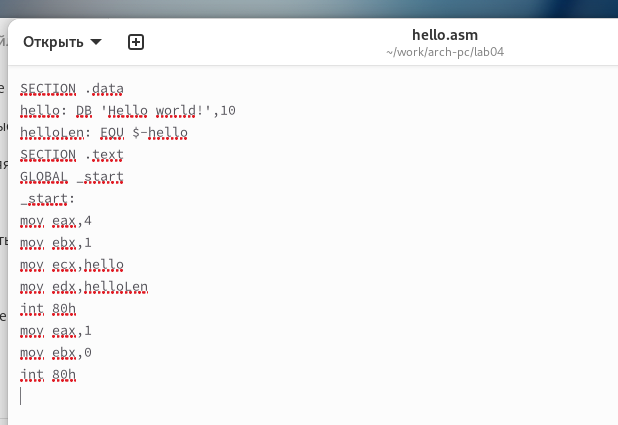 Открыть
hello.asm
~/work/arch-pc/lab04
SECTION .data
hello: DB 'Hello world!',10
helloLen: EQU $-hello
SECTION .text
GLOBAL _start
_start:
mov eax,4
mov ebx,1
mov ecx,hello
mov edx,helloLen
int 80h
mov eax,1
mov ebx,0
int 80h